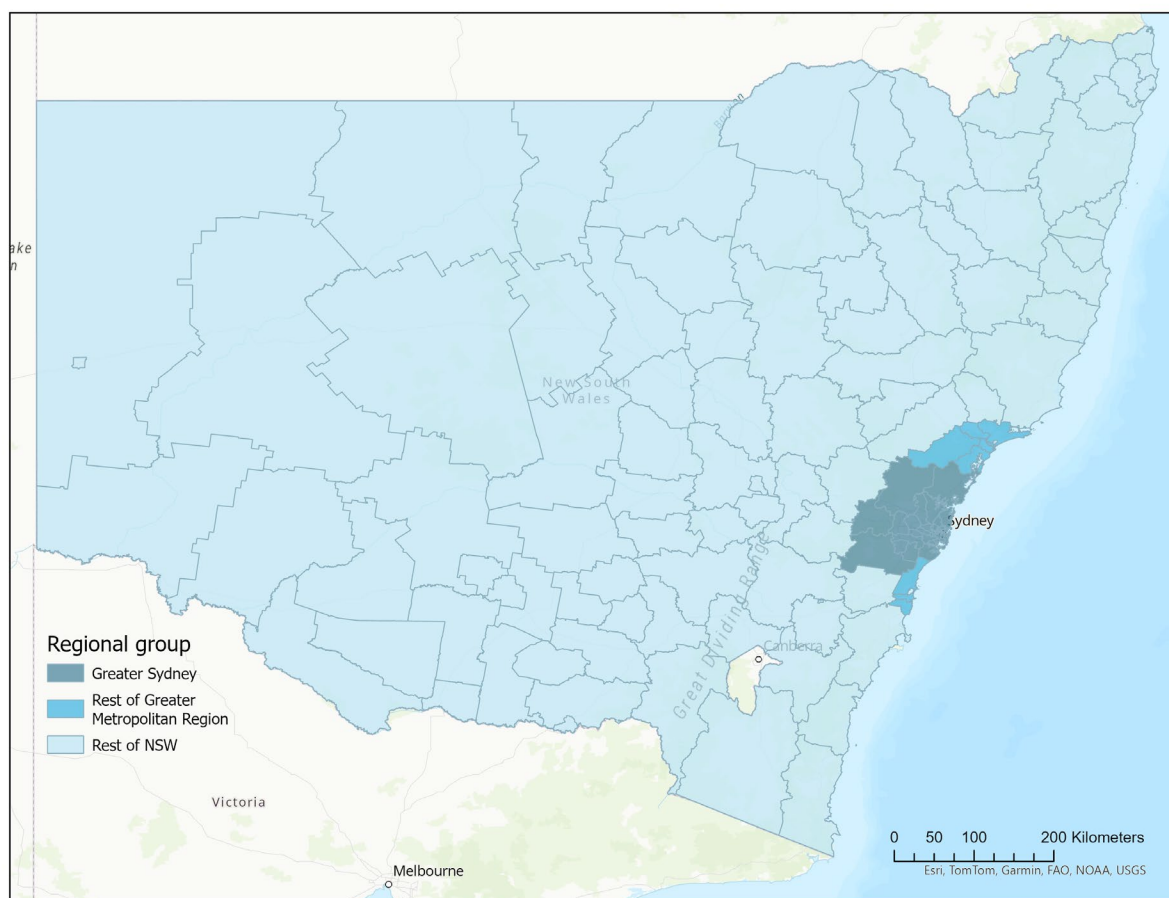 ake
n
New South
Wales
Sydney
Great Dividing Range
Canberra
Regional group
Greater Sydney
Rest of Greater
Metropolitan Region
Rest of NSW
Victoria
Melbourne
0 50 100 200 Kilometers
Esri, TomTom, Garmin, FAO, NOAA, USGS